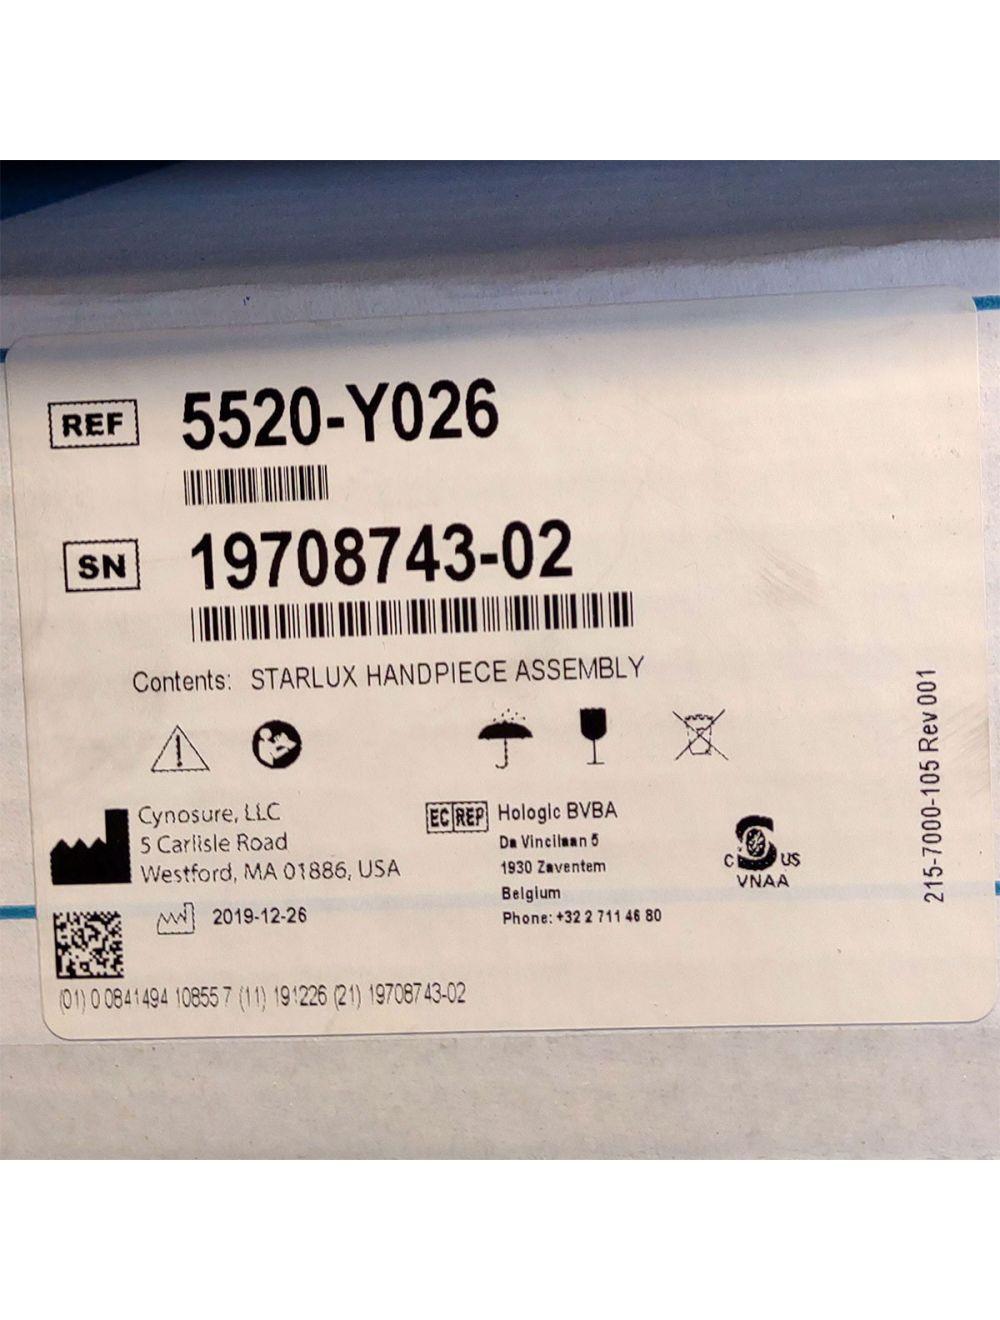 REF 5520-Y026
SN 19708743-02
Contents: STARLUX HANDPIECE ASSEMBLY
Cynosure, LLC
5 Carlisle Road
Westford, MA 01886, USA
2019-12-26
EC REP Hologic BVBA
Da Vincilaan 5
1930 Zaventem
Belgium
Phone: +32 2 711 46 80
C S US
VNAA
(01) 0 0841494 10855 7 (11) 191226 (21) 19708743-02
215-7000-105 Rev 001